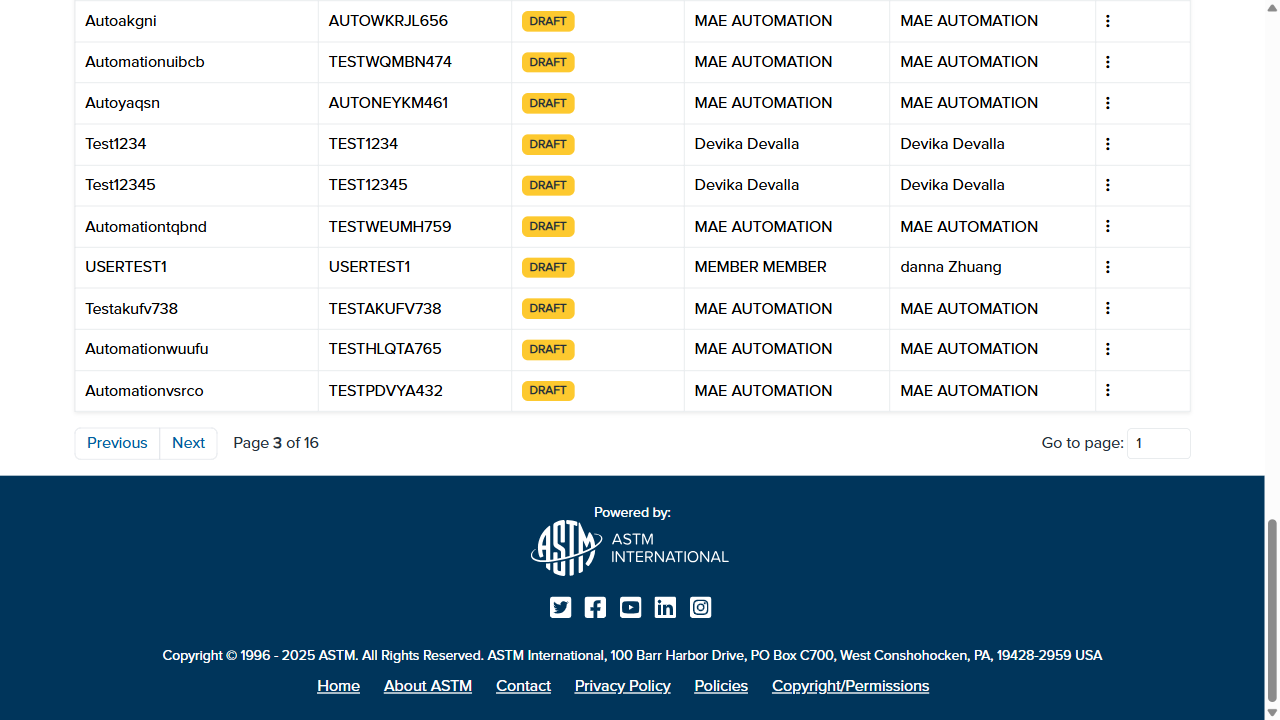 Autoakgni AUTOWKRJL656 DRAFT MAE AUTOMATION MAE AUTOMATION
Automationuibcb TESTWQMBN474 DRAFT MAE AUTOMATION MAE AUTOMATION
Autoyaqsn AUTONEYKM461 DRAFT MAE AUTOMATION MAE AUTOMATION
Test1234 TEST1234 DRAFT Devika Devalla Devika Devalla
Test12345 TEST12345 DRAFT Devika Devalla Devika Devalla
Automationtqbnd TESTWEUMH759 DRAFT MAE AUTOMATION MAE AUTOMATION
USERTEST1 USERTEST1 DRAFT MEMBER MEMBER danna Zhuang
Testakufv738 TESTAKUFV738 DRAFT MAE AUTOMATION MAE AUTOMATION
Automationwuufu TESTHLQTA765 DRAFT MAE AUTOMATION MAE AUTOMATION
Automationvsrco TESTPDVYA432 DRAFT MAE AUTOMATION MAE AUTOMATION
Previous Next Page 3 of 16 Go to page: 1
Powered by:
ASTM ASTM
INTERNATIONAL
Copyright © 1996 - 2025 ASTM. All Rights Reserved. ASTM International, 100 Barr Harbor Drive, PO Box C700, West Conshohocken, PA, 19428-2959 USA
Home About ASTM Contact Privacy Policy Policies Copyright/Permissions